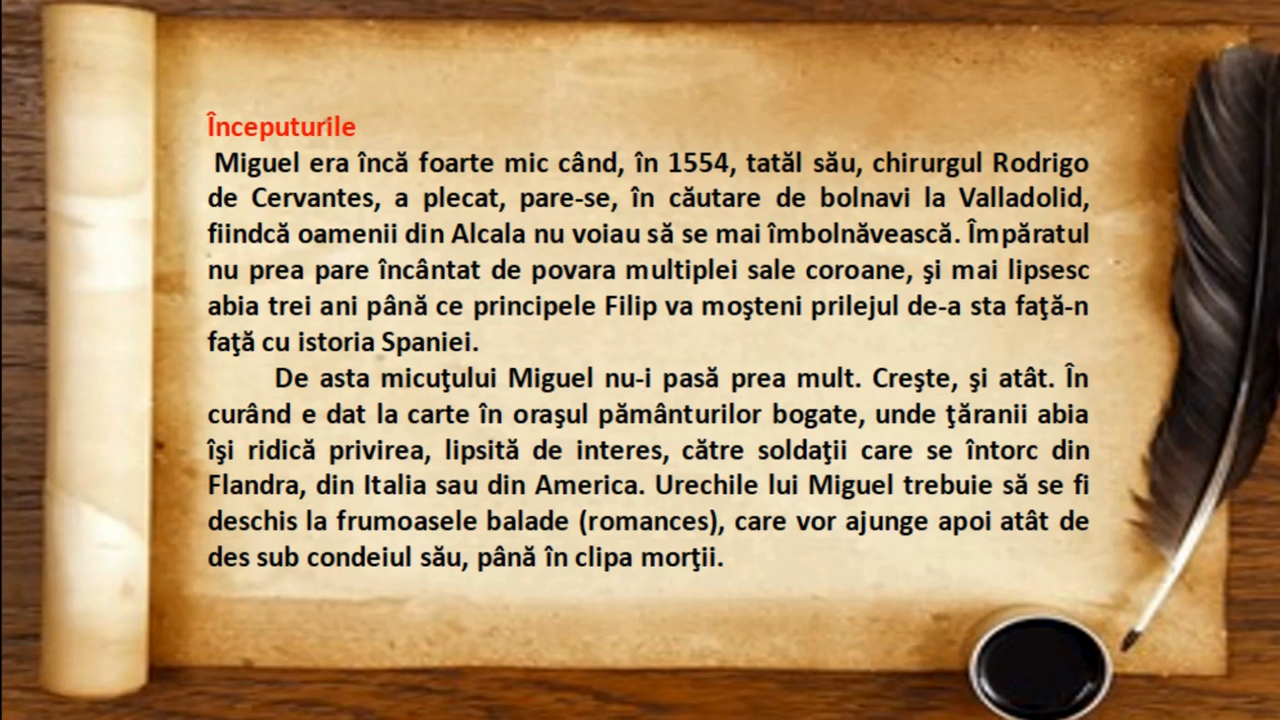 Începuturile
Miguel era încă foarte mic când, în 1554, tatăl său, chirurgul Rodrigo
de Cervantes, a plecat, pare-se, în căutare de bolnavi la Valladolid,
fiindcă oamenii din Alcala nu voiau să se mai îmbolnăvească. Împăratul
nu prea pare încântat de povara multiplei sale coroane, şi mai lipsesc
abia trei ani până ce principele Filip va moşteni prilejul de-a sta faţă-n
faţă cu istoria Spaniei.
De asta micuţului Miguel nu-i pasă prea mult. Creşte, şi atât. În
curând e dat la carte în oraşul pământurilor bogate, unde ţăranii abia
îşi ridică privirea, lipsită de interes, către soldaţii care se întorc din
Flandra, din Italia sau din America. Urechile lui Miguel trebuie să se fi
deschis la frumoasele balade (romances), care vor ajunge apoi atât de
des sub condeiul său, până în clipa morţii.